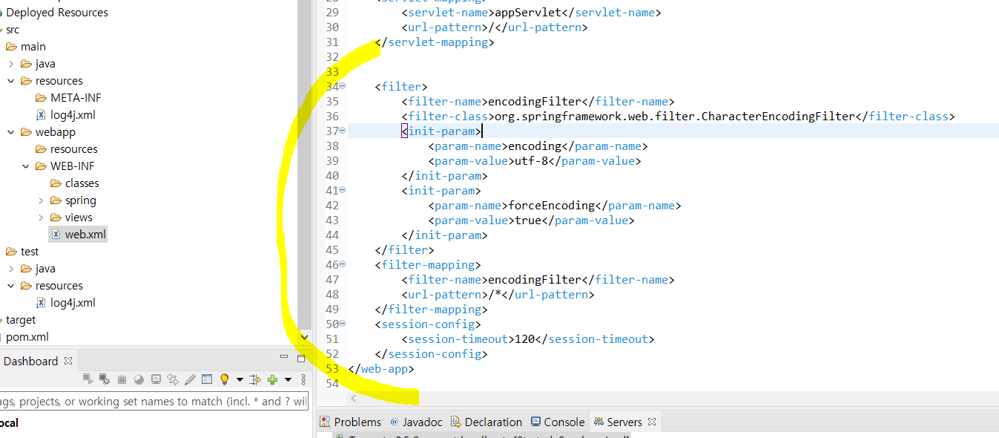 Deployed Resources
src
main
java
resources
META-INF
log4j.xml
webapp
resources
WEB-INF
classes
spring
views
web.xml
test
java
resources
log4j.xml
target
pom.xml
Dashboard
ags, projects, or working set names to match (incl. * and ? wil
ocal
29 <servlet-name>appServlet</servlet-name>
30 <url-pattern>/</url-pattern>
31 </servlet-mapping>
32
33
34 <filter>
35 <filter-name>encodingFilter</filter-name>
36 <filter-class>org.springframework.web.filter.CharacterEncodingFilter</filter-class>
37 <init-param>
38 <param-name>encoding</param-name>
39 <param-value>utf-8</param-value>
40 </init-param>
41 <init-param>
42 <param-name>forceEncoding</param-name>
43 <param-value>true</param-value>
44 </init-param>
45 </filter>
46 <filter-mapping>
47 <filter-name>encodingFilter</filter-name>
48 <url-pattern>/*</url-pattern>
49 </filter-mapping>
50 <session-config>
51 <session-timeout>120</session-timeout>
52 </session-config>
53 </web-app>
54
Problems @ Javadoc Declaration Console Servers